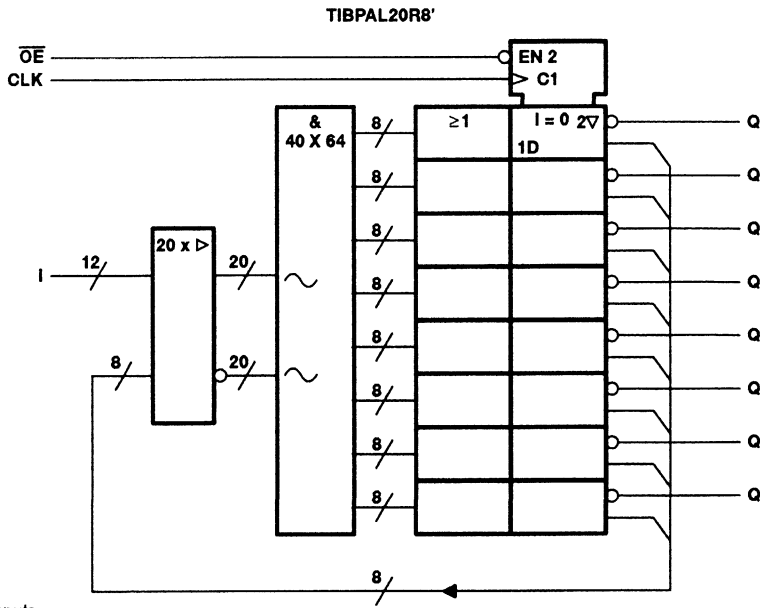 TIBPAL20R8'
OE
CLK
EN 2
C1
&
40 X 64
8
≥1
I = 0 2▽
1D
Q
8
Q
8
Q
20 x ▷
I
12
20
8
Q
8
Q
8
20
8
Q
8
Q
8
Q
8